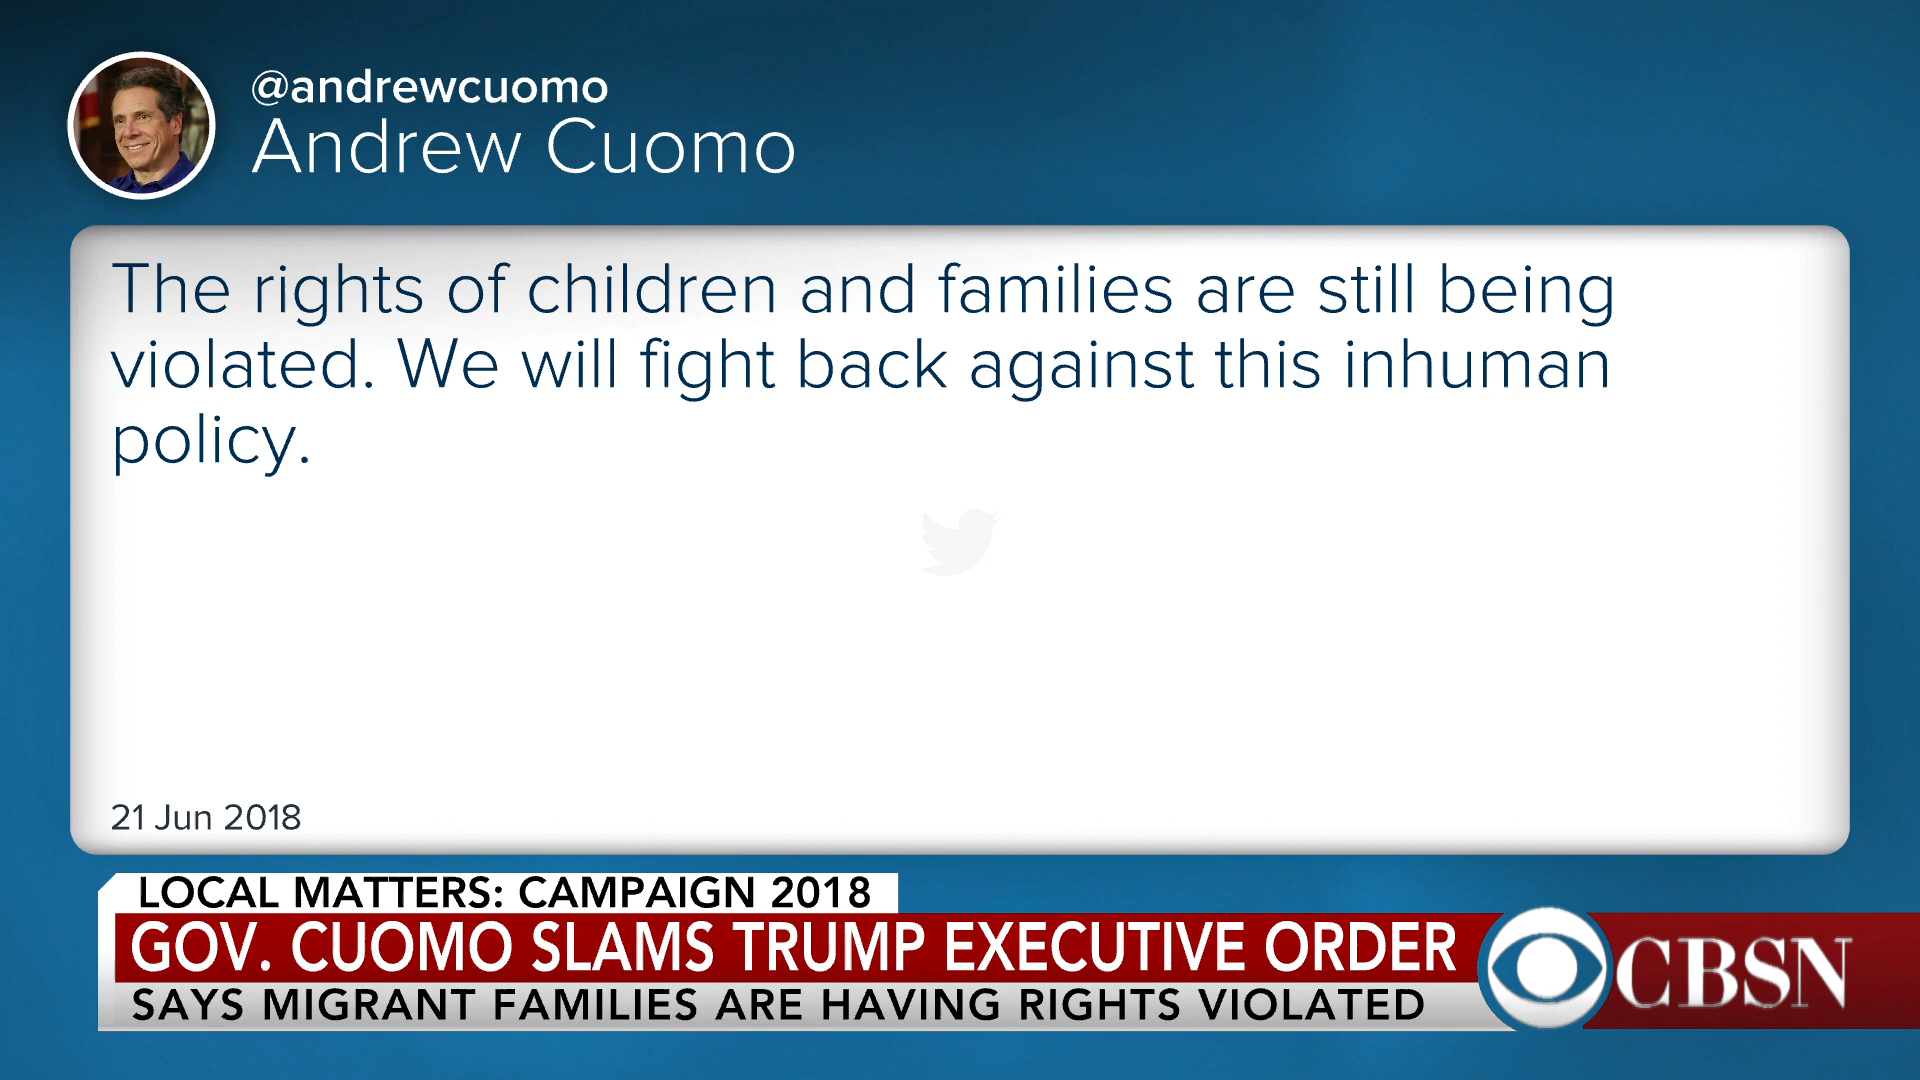 @andrewcuomo
Andrew Cuomo
The rights of children and families are still being
violated. We will fight back against this inhuman
policy.
21 Jun 2018
LOCAL MATTERS: CAMPAIGN 2018
GOV. CUOMO SLAMS TRUMP EXECUTIVE ORDER
SAYS MIGRANT FAMILIES ARE HAVING RIGHTS VIOLATED
CBSN